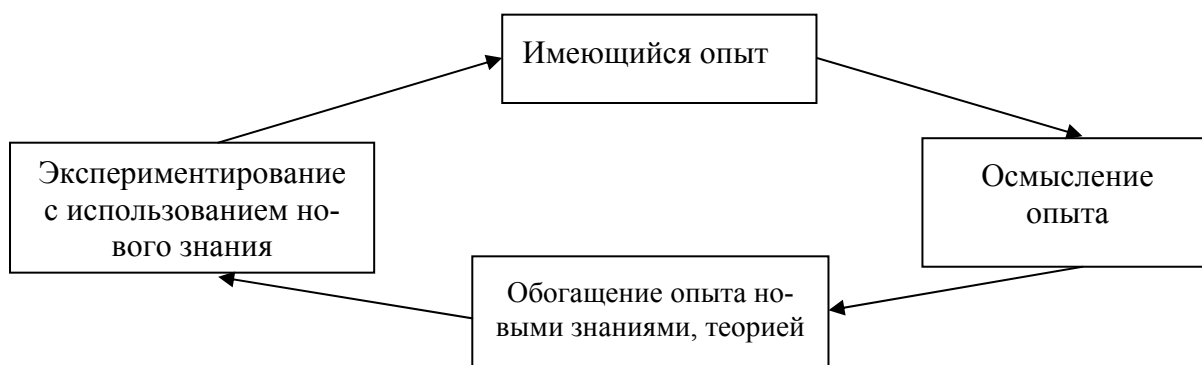 Имеющийся опыт
Экспериментирование
с использованием но-
вого знания
Осмысление
опыта
Обогащение опыта но-
выми знаниями, теорией